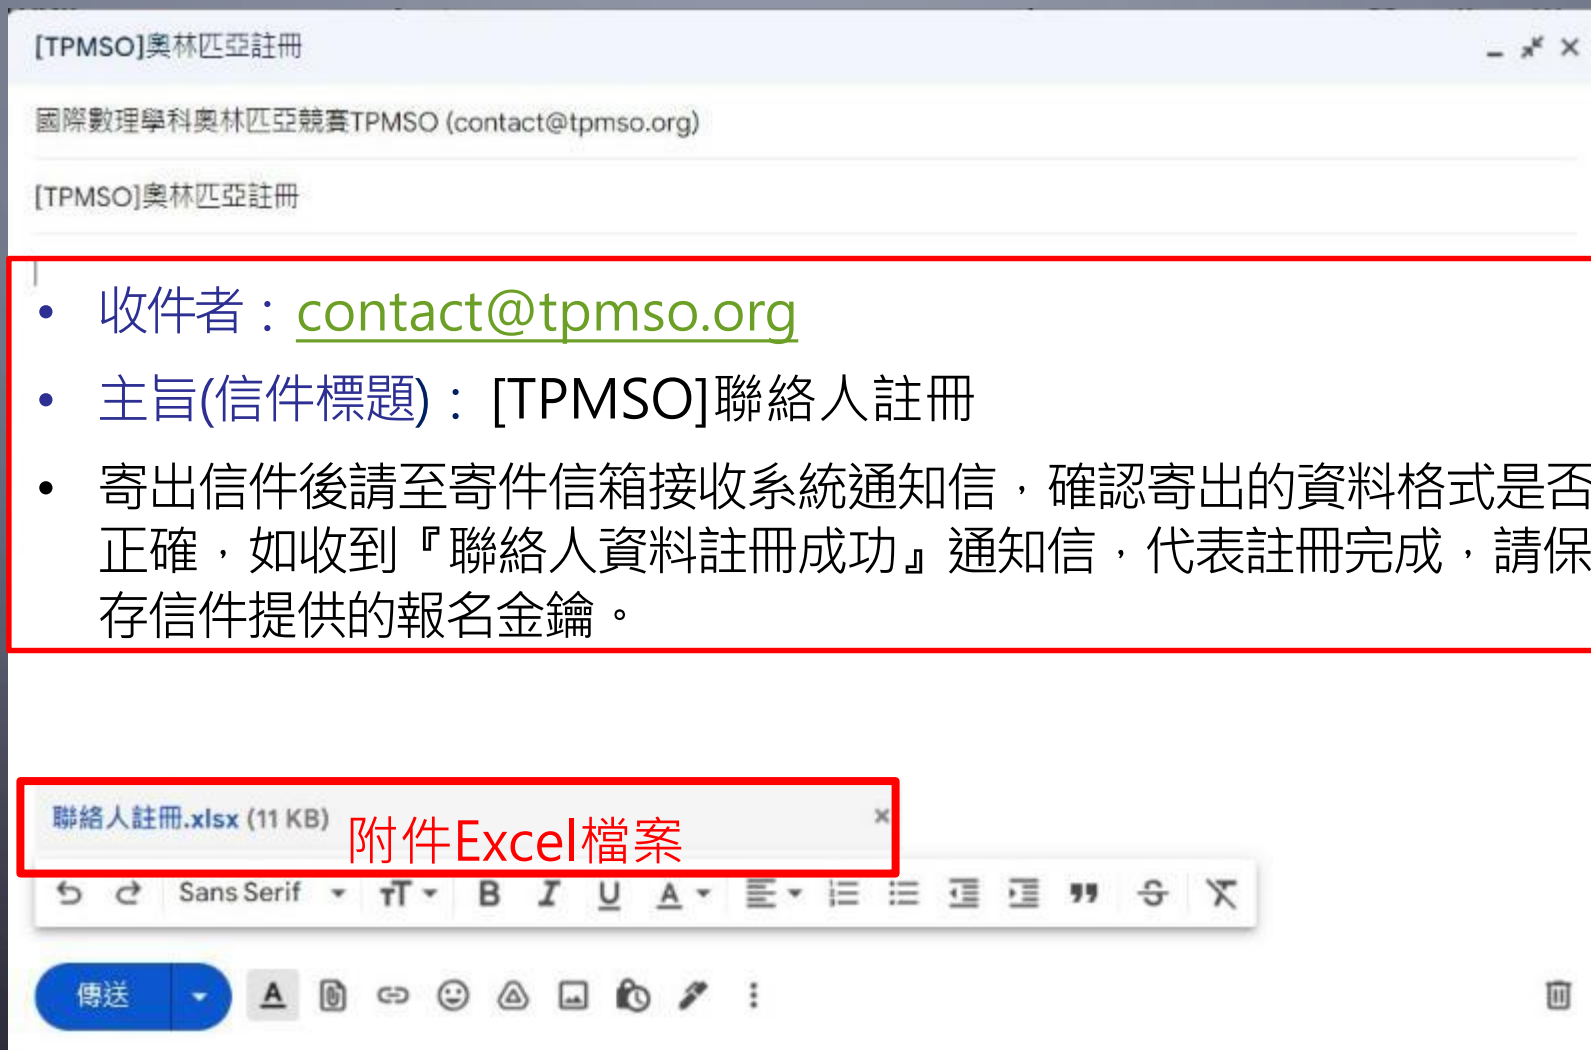 [TPMSO]奧林匹亞註冊
國際數理學科奧林匹亞競賽TPMSO (contact@tpmso.org)
[TPMSO]奧林匹亞註冊
• 收件者：contact@tpmso.org
• 主旨(信件標題)：[TPMSO]聯絡人註冊
• 寄出信件後請至寄件信箱接收系統通知信，確認寄出的資料格式是否
正確，如收到『聯絡人資料註冊成功』通知信，代表註冊完成，請保
存信件提供的報名金鑰。
聯絡人註冊.xlsx (11 KB)
附件Excel檔案
Sans Serif
傳送